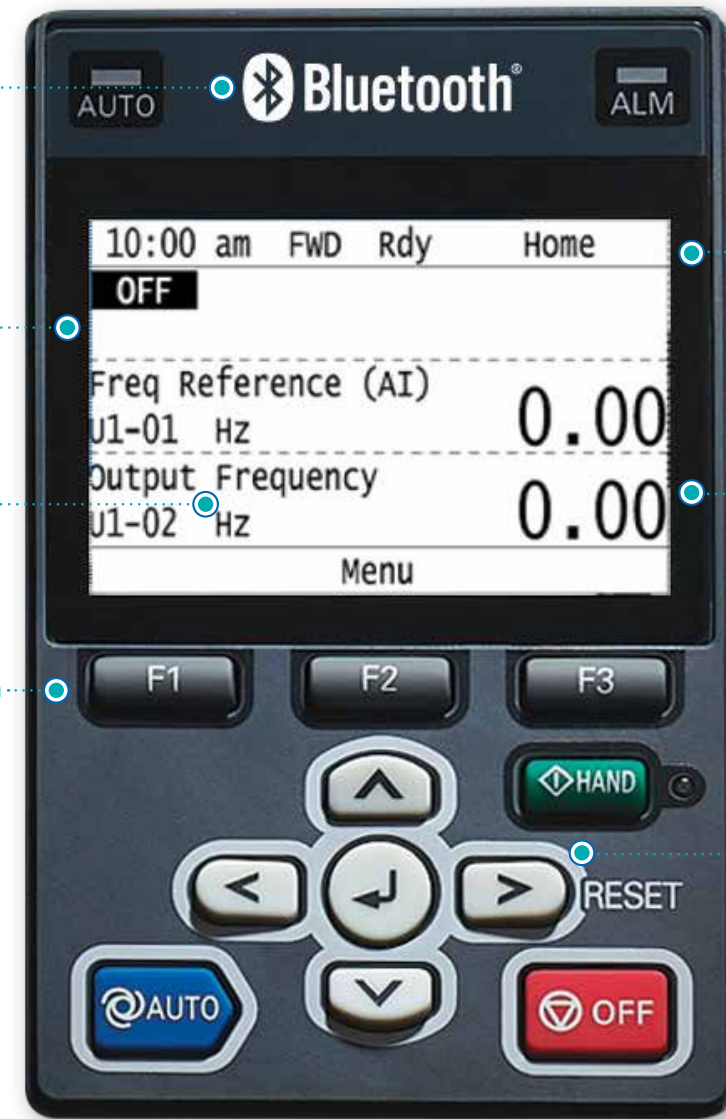 AUTO Bluetooth® ALM
10:00 am FWD Rdy Home
OFF
Freq Reference (AI)
U1-01 Hz 0.00
Output Frequency
U1-02 Hz 0.00
Menu
F1 F2 F3
HAND
RESET
AUTO OFF